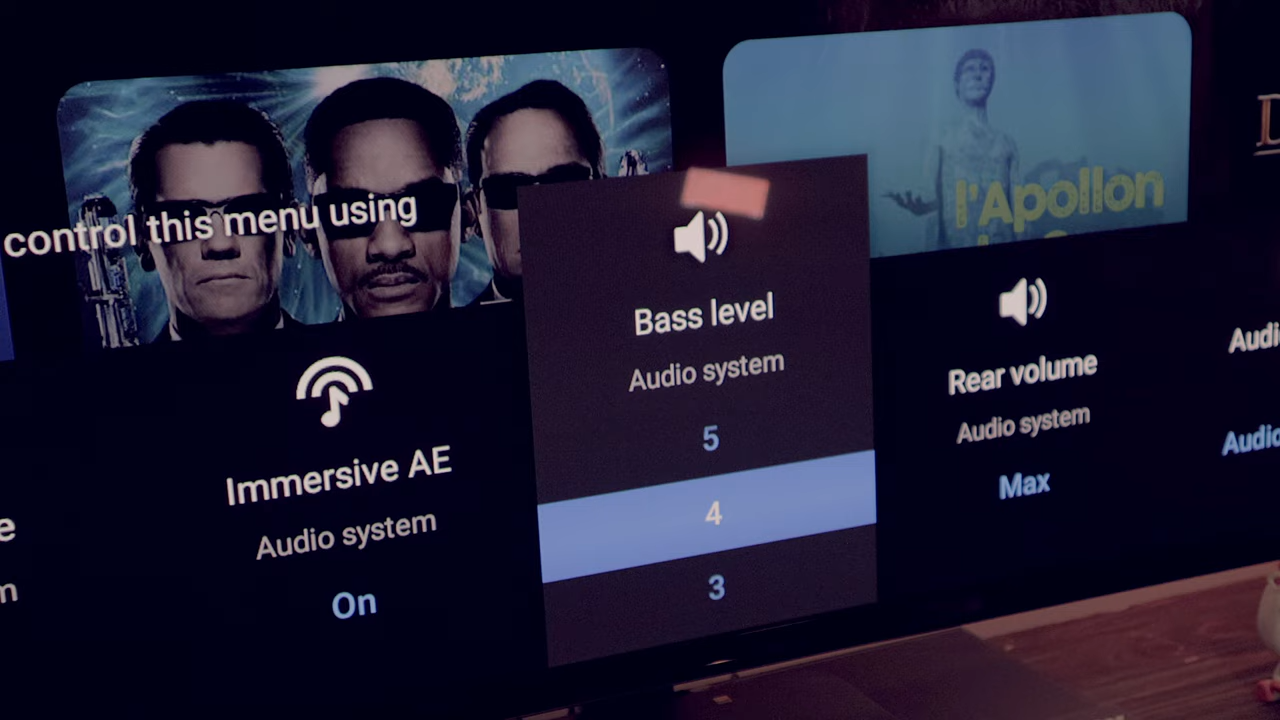 control this menu using
l'Apollon
Immersive AE
Audio system
On
Bass level
Audio system
5
4
3
Rear volume
Audio system
Max